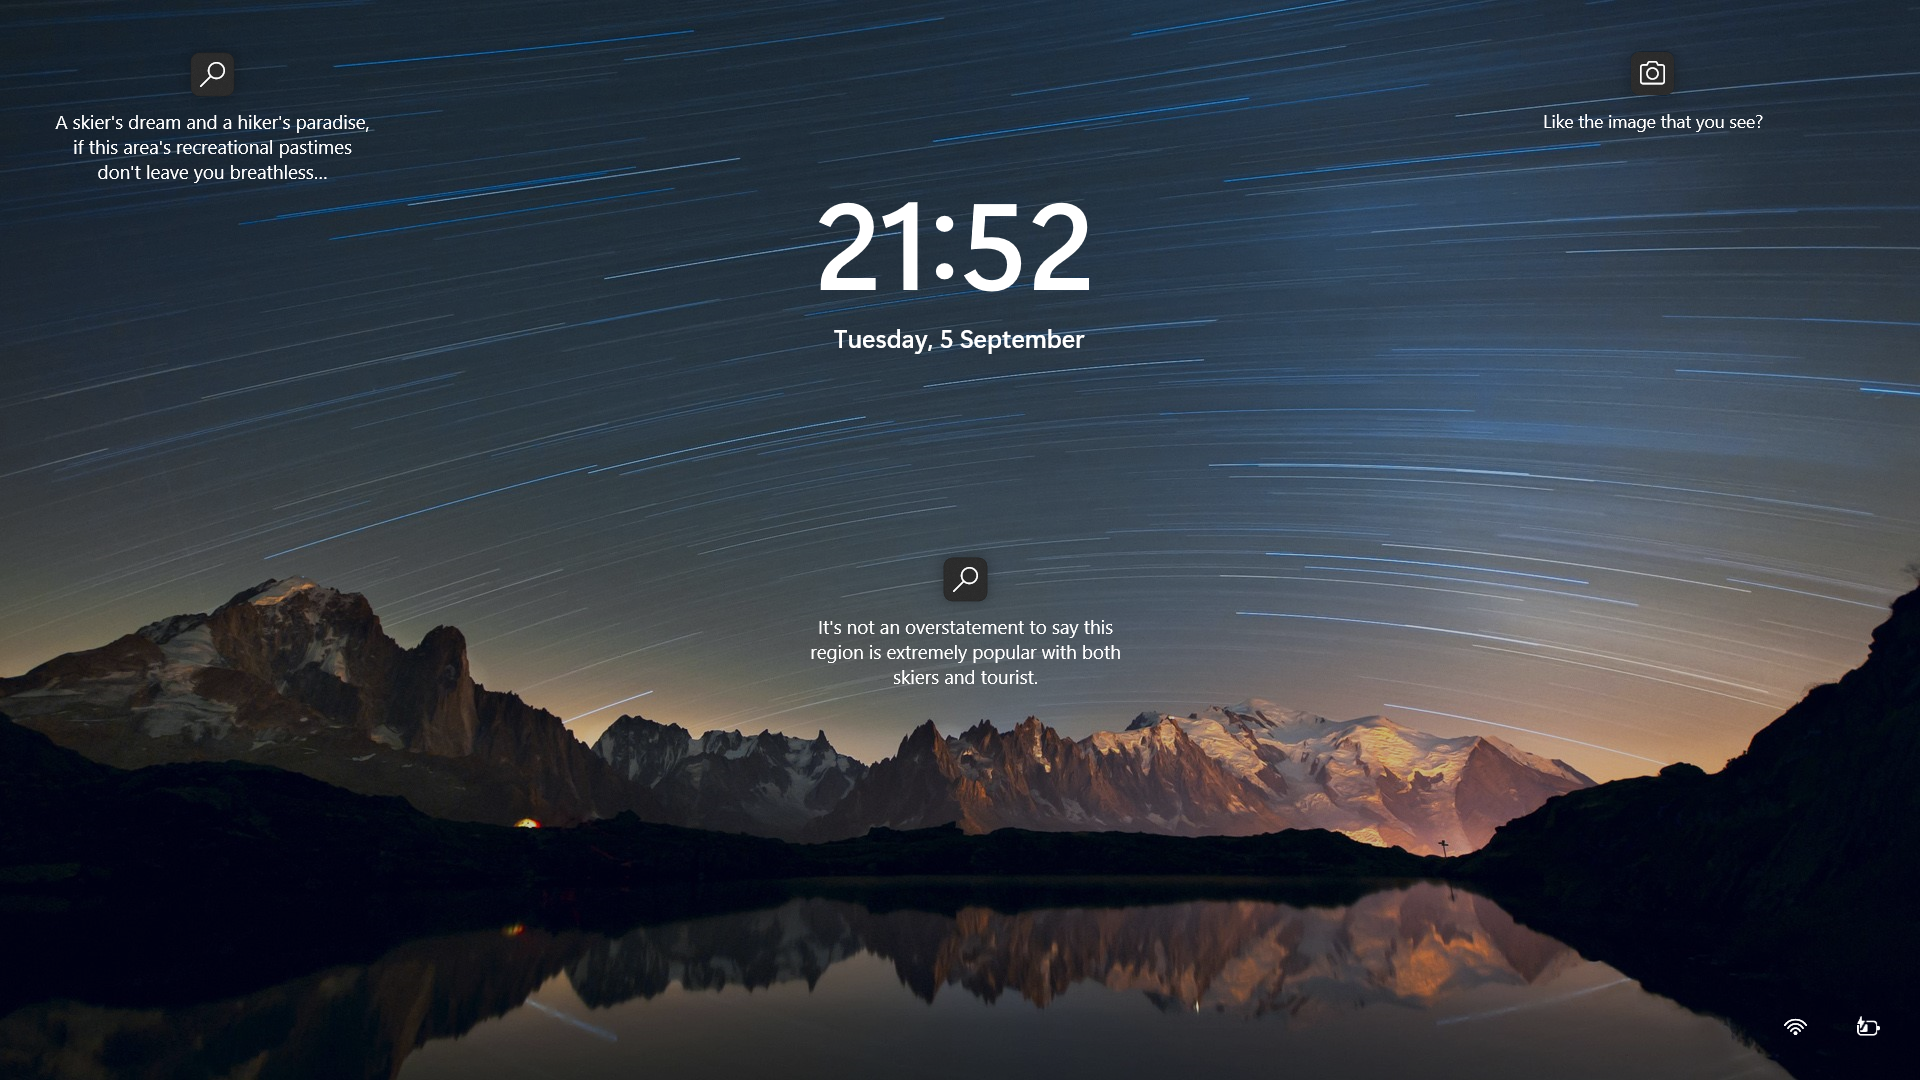 A skier's dream and a hiker's paradise,
if this area's recreational pastimes
don't leave you breathless...
Like the image that you see?
21:52
Tuesday, 5 September
It's not an overstatement to say this
region is extremely popular with both
skiers and tourist.